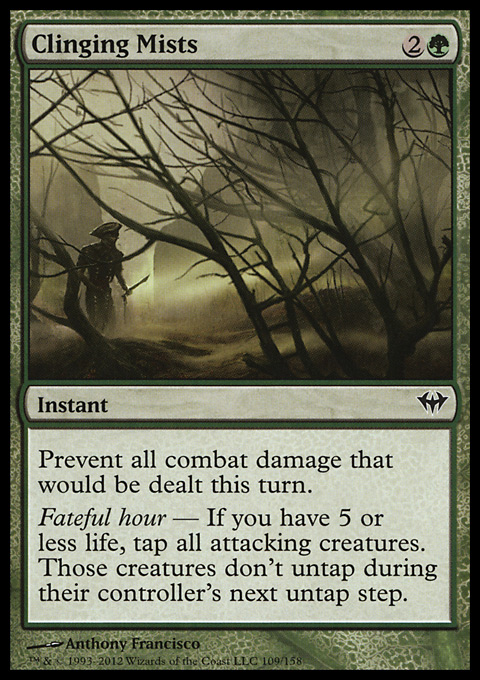 Clinging Mists 2
Instant
Prevent all combat damage that
would be dealt this turn.
Fateful hour — If you have 5 or
less life, tap all attacking creatures.
Those creatures don't untap during
their controller's next untap step.
Anthony Francisco
™ & © 1993-2012 Wizards of the Coast LLC 109/158